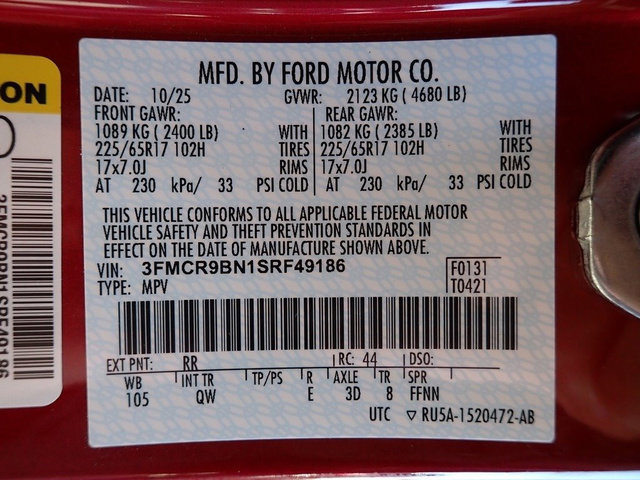 ON
MFD. BY FORD MOTOR CO.
DATE: 10/25 GVWR: 2123 KG ( 4680 LB)
FRONT GAWR: REAR GAWR:
1089 KG ( 2400 LB) WITH 1082 KG ( 2385 LB) WITH
225/65R17 102H TIRES 225/65R17 102H TIRES
17x7.0J RIMS 17x7.0J RIMS
AT 230 kPa/ 33 PSI COLD AT 230 kPa/ 33 PSI COLD
THIS VEHICLE CONFORMS TO ALL APPLICABLE FEDERAL MOTOR
VEHICLE SAFETY AND THEFT PREVENTION STANDARDS IN
EFFECT ON THE DATE OF MANUFACTURE SHOWN ABOVE.
VIN: 3FMCR9BN1SRF49186 F0131
TYPE: MPV T0421
EXT PNT: RR RC: 44 DSO:
WB INT TR TP/PS R AXLE TR SPR
105 QW E 3D 8 FFNN
UTC ▽ RU5A-1520472-AB
3FMCR9BN1SRF49186